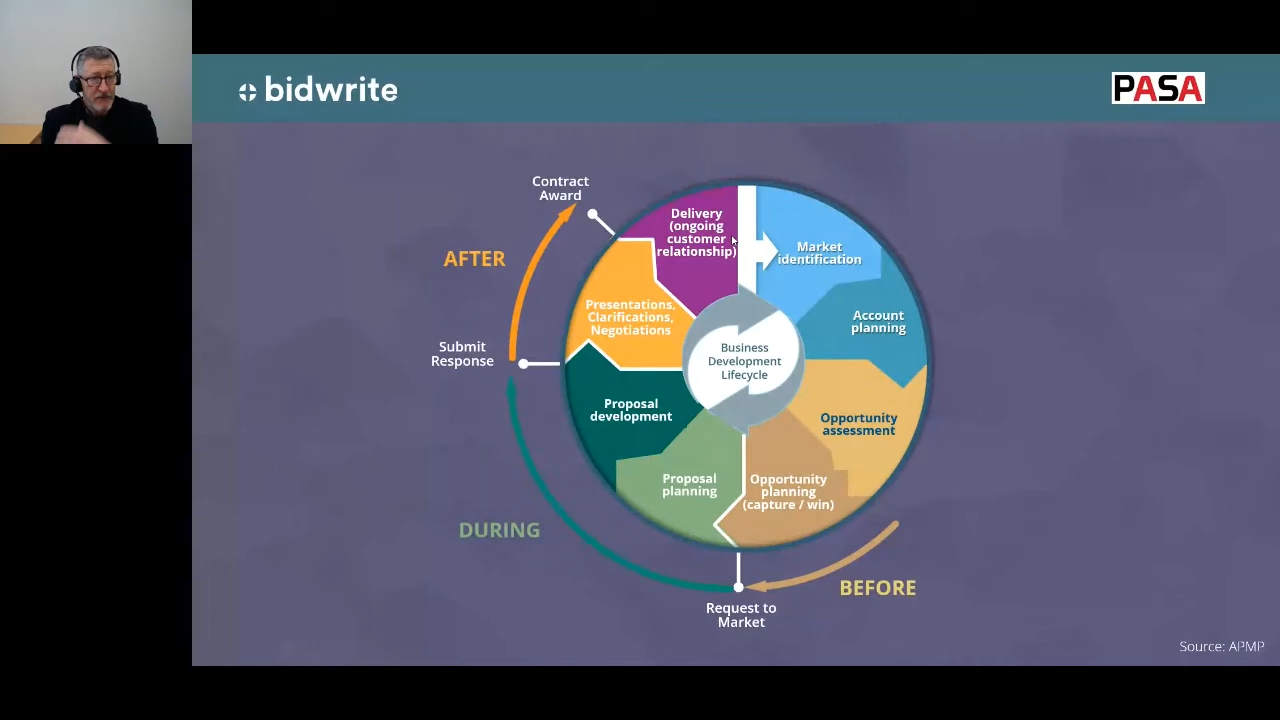 bidwrite
PASA
Contract
Award
Delivery
(ongoing
customer
relationship)
Market
identification
AFTER
Account
planning
Presentations,
Clarifications,
Negotiations
Submit
Response
Business
Development
Lifecycle
Proposal
development
Opportunity
assessment
Proposal
planning
Opportunity
planning
(capture / win)
DURING
BEFORE
Request to
Market
Source: APMP